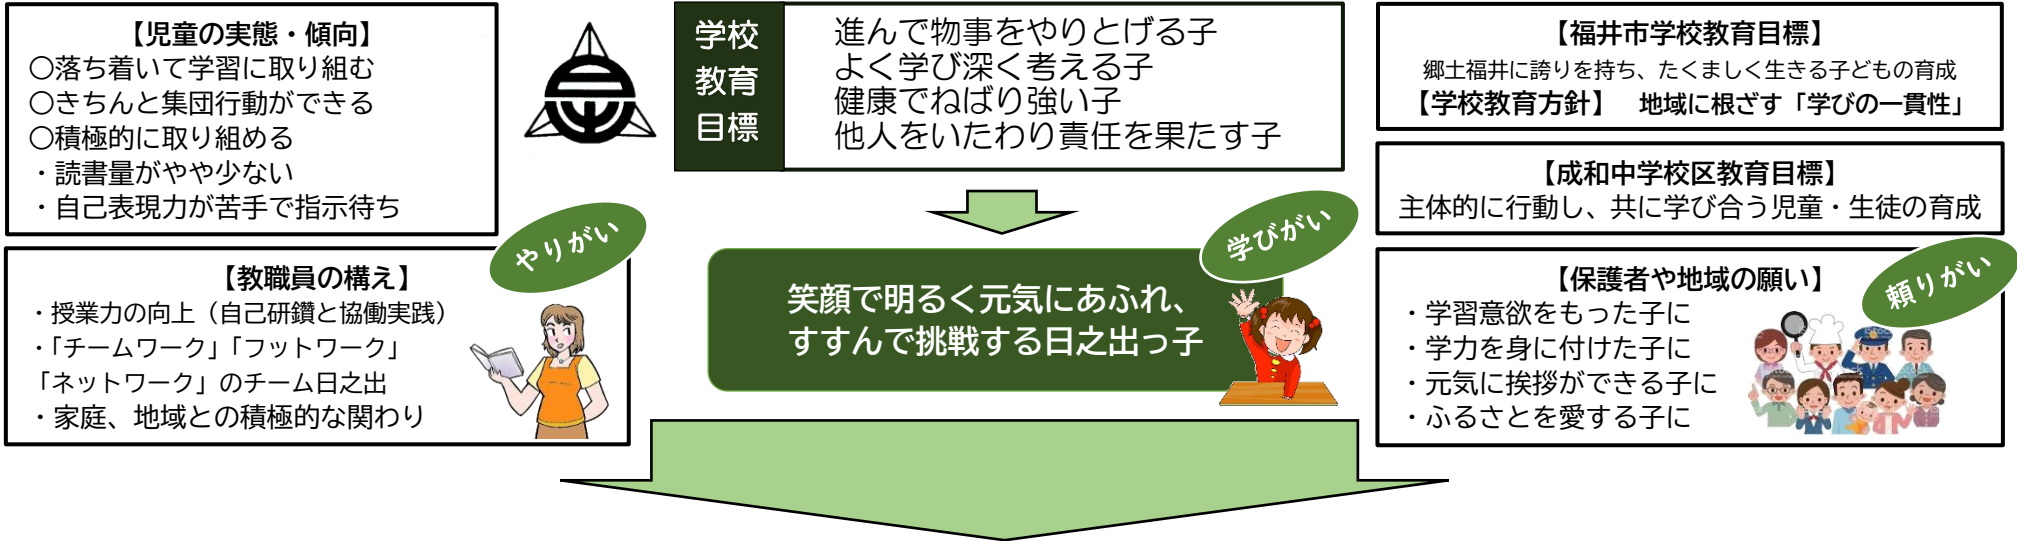 【児童の実態・傾向】
〇落ち着いて学習に取り組む
〇きちんと集団行動ができる
〇積極的に取り組める
・読書量がやや少ない
・自己表現力が苦手で指示待ち
やりがい
【教職員の構え】
・授業力の向上（自己研鑽と協働実践）
・「チームワーク」「フットワーク」
「ネットワーク」のチーム日之出
・家庭、地域との積極的な関わり
学校
教育
目標
進んで物事をやりとげる子
よく学び深く考える子
健康でねばり強い子
他人をいたわり責任を果たす子
学びがい
笑顔で明るく元気にあふれ、
すすんで挑戦する日之出っ子
【福井市学校教育目標】
郷土福井に誇りを持ち、たくましく生きる子どもの育成
【学校教育方針】　地域に根ざす「学びの一貫性」
【成和中学校区教育目標】
主体的に行動し、共に学び合う児童・生徒の育成
【保護者や地域の願い】
頼りがい
・学習意欲をもった子に
・学力を身に付けた子に
・元気に挨拶ができる子に
・ふるさとを愛する子に